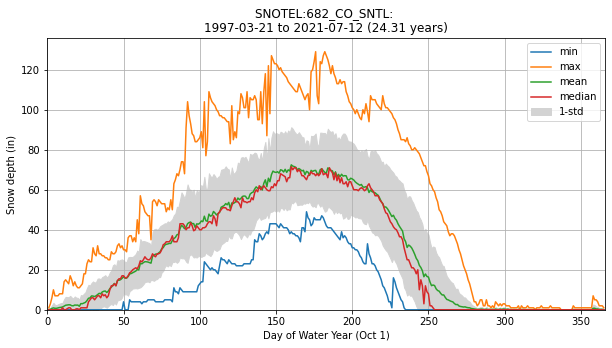 SNOTEL:682_CO_SNTL:
1997-03-21 to 2021-07-12 (24.31 years)
min
max
mean
median
1-std
Snow depth (in)
120
100
80
60
40
20
0
0 50 100 150 200 250 300 350
Day of Water Year (Oct 1)